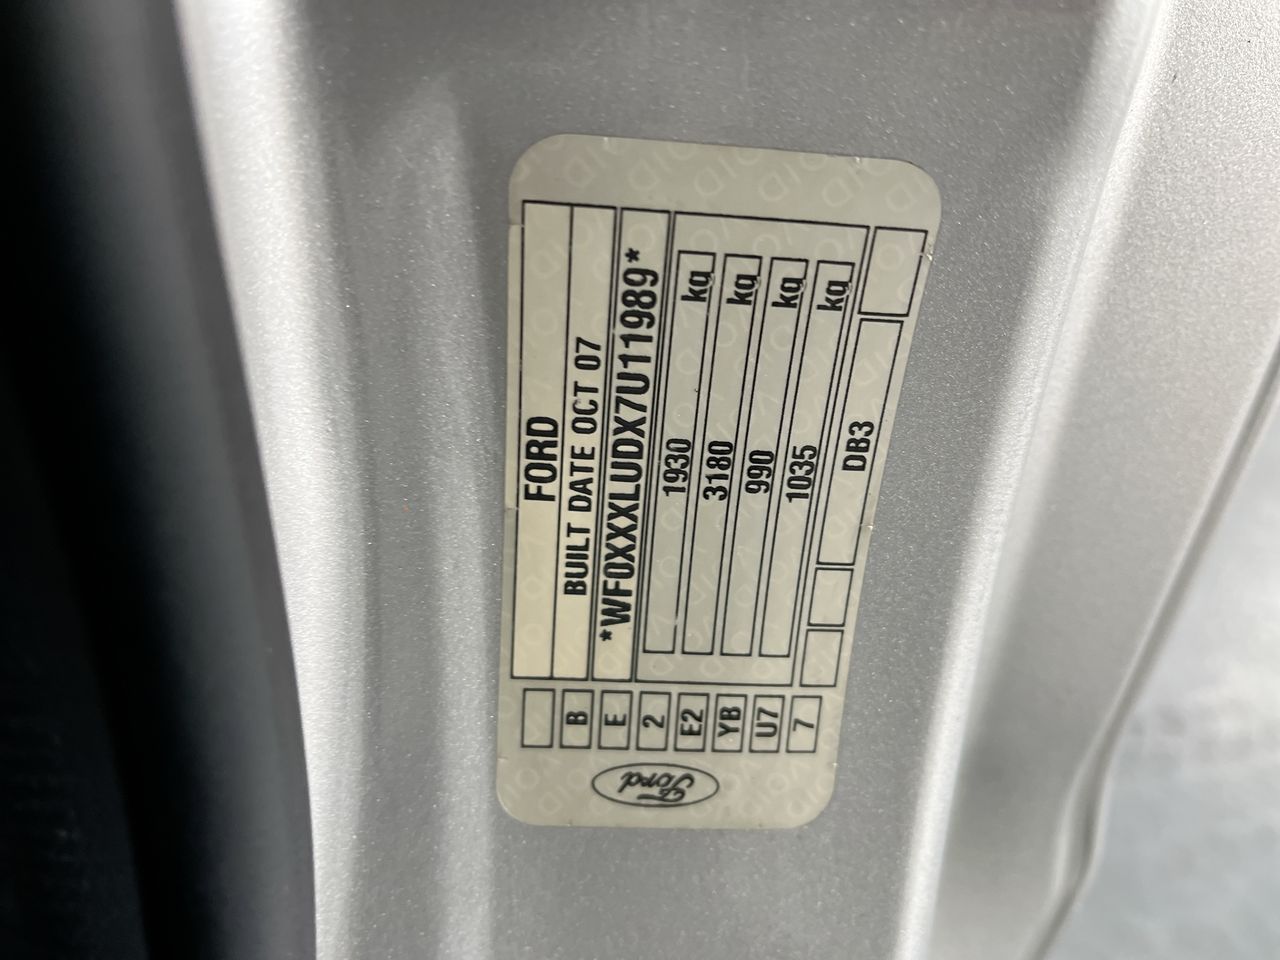 FORD
BUILT DATE OCT 07
*WF0XXXLUDX7U11989*
1930 kg
3180 kg
990 kg
1035 kg
DB3
B
E
2
E2
YB
U7
7
Ford